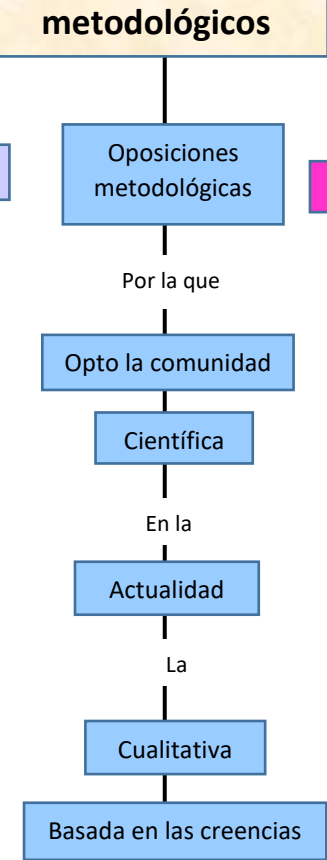 metodológicos
Oposiciones
metodológicas
Por la que
Opto la comunidad
Científica
En la
Actualidad
La
Cualitativa
Basada en las creencias